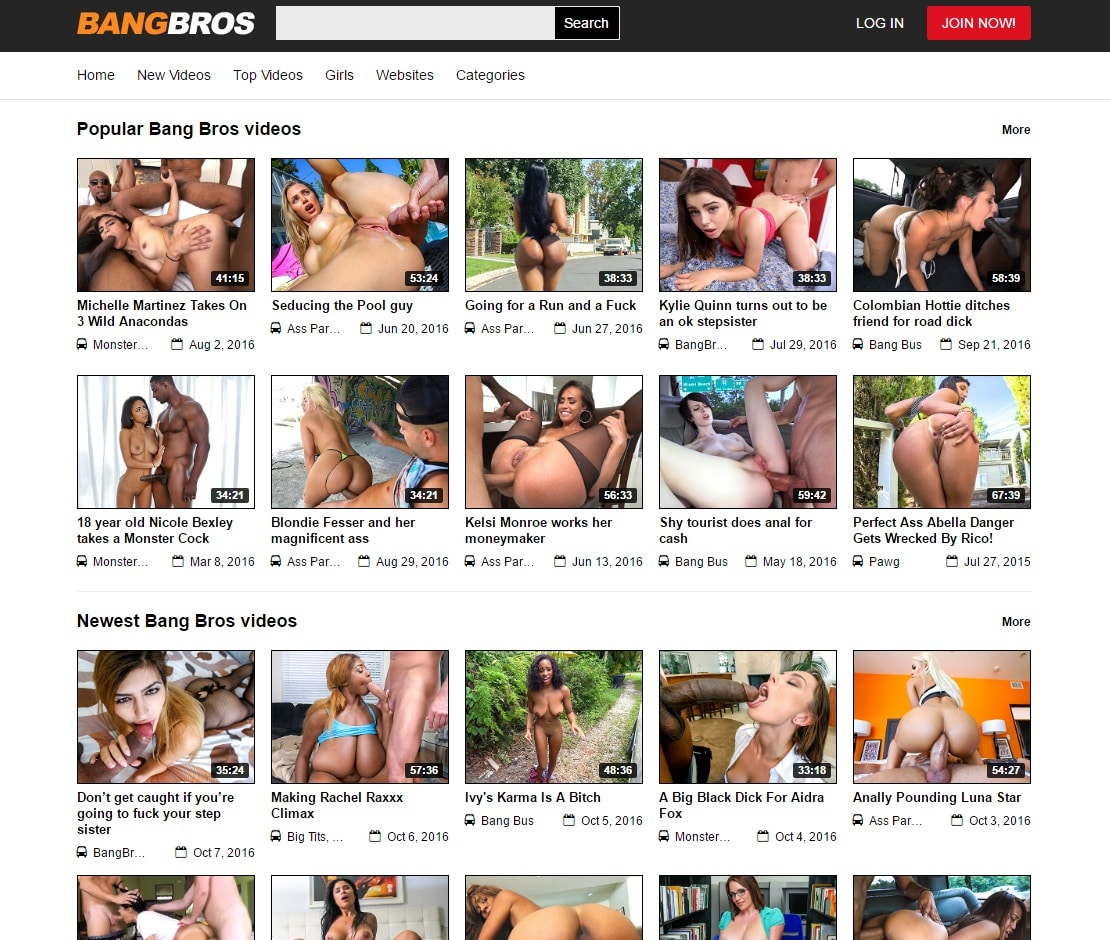 BANGBROS
Search
LOG IN
JOIN NOW!
Home New Videos Top Videos Girls Websites Categories
Popular Bang Bros videos
More
41:15
53:24
38:33
38:33
58:39
Michelle Martinez Takes On
3 Wild Anacondas
Monster... Aug 2, 2016
Seducing the Pool guy
Ass Par... Jun 20, 2016
Going for a Run and a Fuck
Ass Par... Jun 27, 2016
Kylie Quinn turns out to be
an ok stepsister
BangBr... Jul 29, 2016
Colombian Hottie ditches
friend for road dick
Bang Bus Sep 21, 2016
34:21
34:21
56:33
59:42
67:39
18 year old Nicole Bexley
takes a Monster Cock
Monster... Mar 8, 2016
Blondie Fesser and her
magnificent ass
Ass Par... Aug 29, 2016
Kelsi Monroe works her
moneymaker
Ass Par... Jun 13, 2016
Shy tourist does anal for
cash
Bang Bus May 18, 2016
Perfect Ass Abella Danger
Gets Wrecked By Rico!
Pawg Jul 27, 2015
Newest Bang Bros videos
More
35:24
57:36
48:36
33:18
54:27
Don’t get caught if you’re
going to fuck your step
sister
BangBr... Oct 7, 2016
Making Rachel Raxxx
Climax
Big Tits, ... Oct 6, 2016
Ivy's Karma Is A Bitch
Bang Bus Oct 5, 2016
A Big Black Dick For Aidra
Fox
Monster... Oct 4, 2016
Anally Pounding Luna Star
Ass Par... Oct 3, 2016